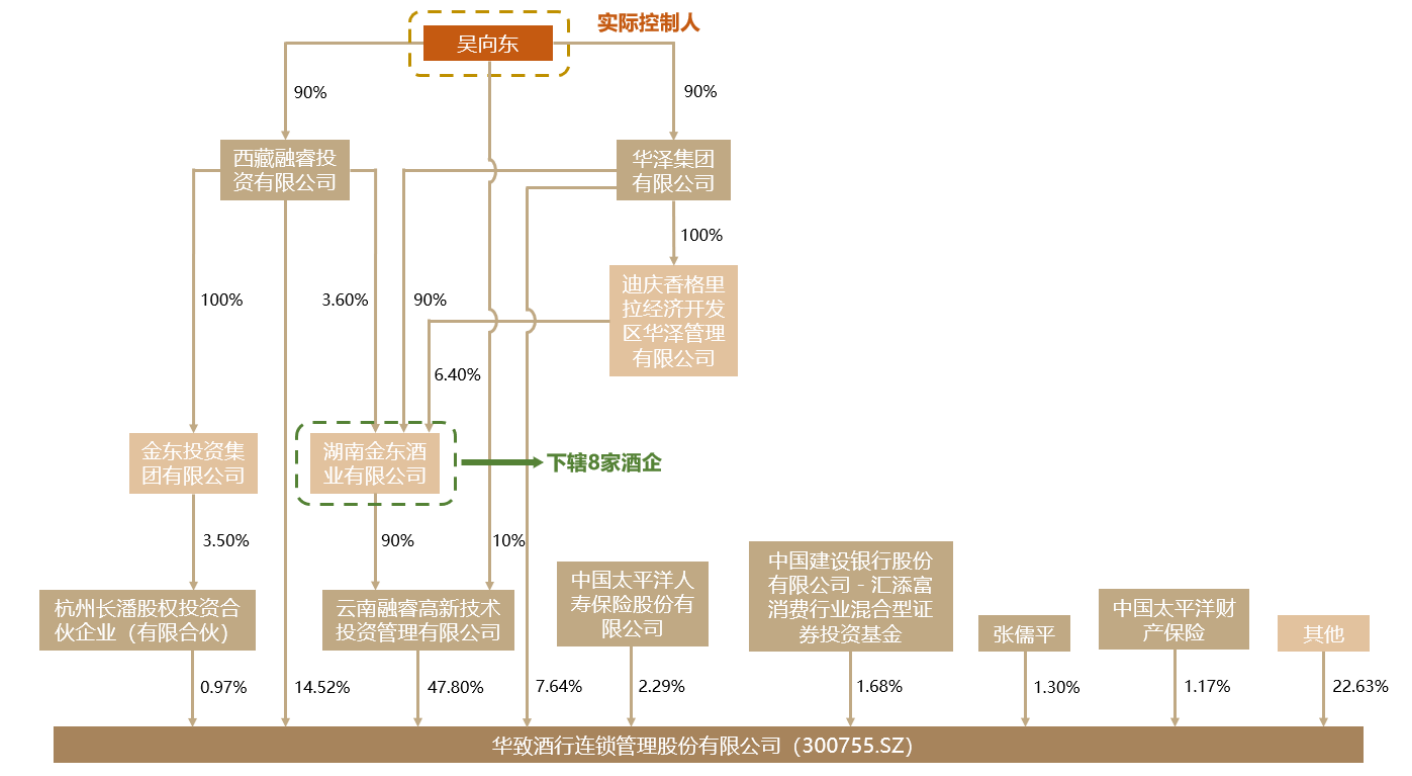 实际控制人
吴向东
90%
90%
西藏融睿投
资有限公司
华泽集团
有限公司
100%
迪庆香格里
拉经济开发
区华泽管理
有限公司
100%
3.60%
90%
6.40%
金东投资集
团有限公司
湖南金东酒
业有限公司
下辖8家酒企
3.50%
90%
10%
杭州长潘股权投资合
伙企业（有限合伙）
云南融睿高新技术
投资管理有限公司
中国太平洋人
寿保险股份有
限公司
中国建设银行股份
有限公司－汇添富
消费行业混合型证
券投资基金
张儒平
中国太平洋财
产保险
其他
0.97%
14.52%
47.80%
7.64%
2.29%
1.68%
1.30%
1.17%
22.63%
华致酒行连锁管理股份有限公司（300755.SZ）